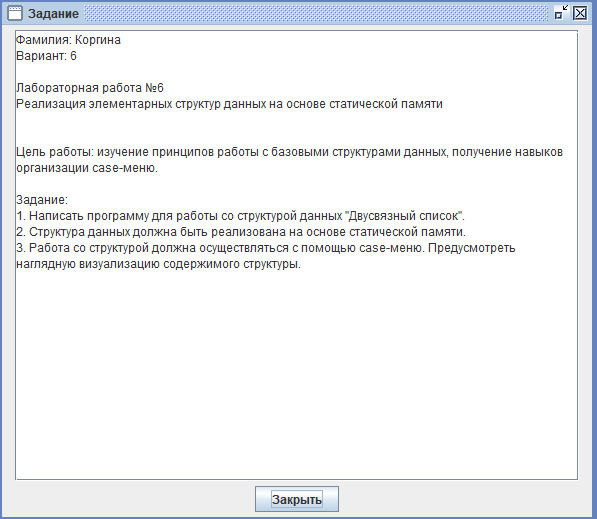 Задание
Фамилия: Коргина
Вариант: 6
Лабораторная работа №6
Реализация элементарных структур данных на основе статической памяти
Цель работы: изучение принципов работы с базовыми структурами данных, получение навыков
организации case-меню.
Задание:
1. Написать программу для работы со структурой данных "Двусвязный список".
2. Структура данных должна быть реализована на основе статической памяти.
3. Работа со структурой должна осуществляться с помощью case-меню. Предусмотреть
наглядную визуализацию содержимого структуры.
Закрыть